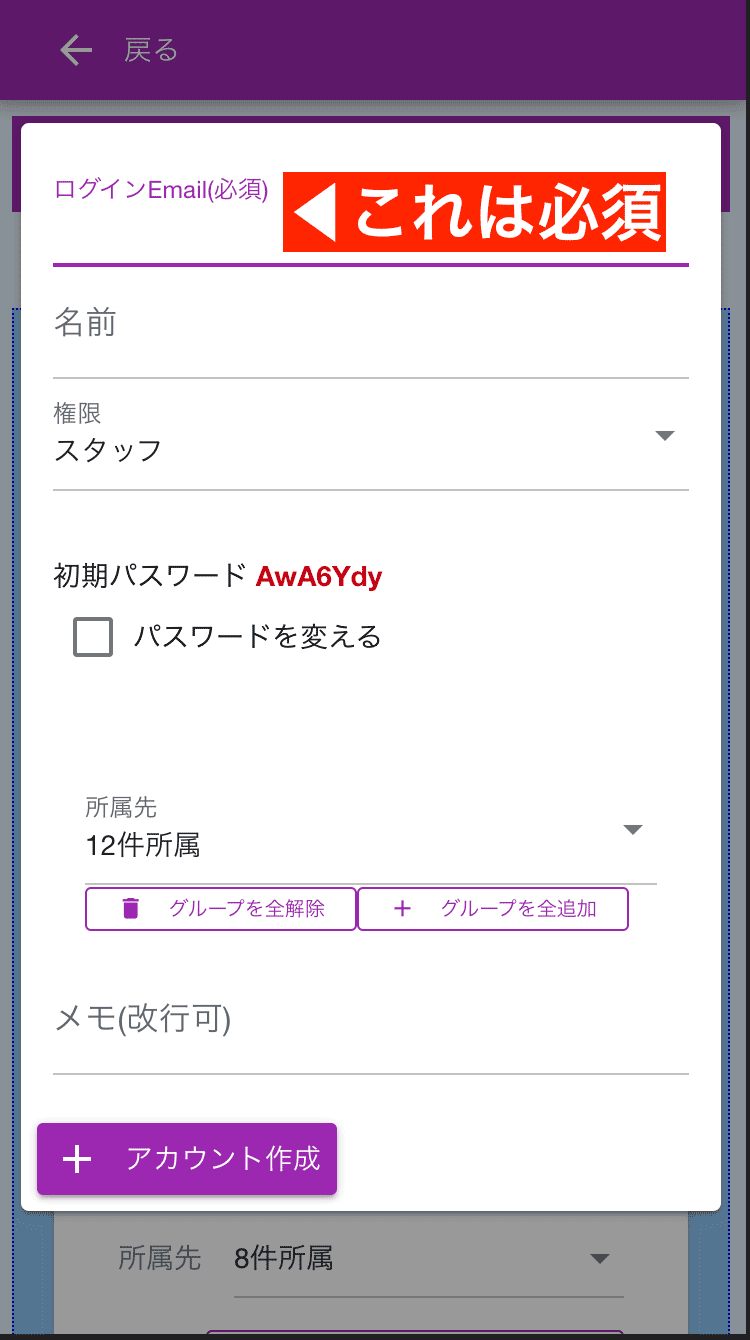 戻る
ログインEmail(必須)
◀これは必須
名前
権限
スタッフ
初期パスワード AwA6Ydy
パスワードを変える
所属先
12件所属
グループを全解除
グループを全追加
メモ(改行可)
アカウント作成
所属先 8件所属